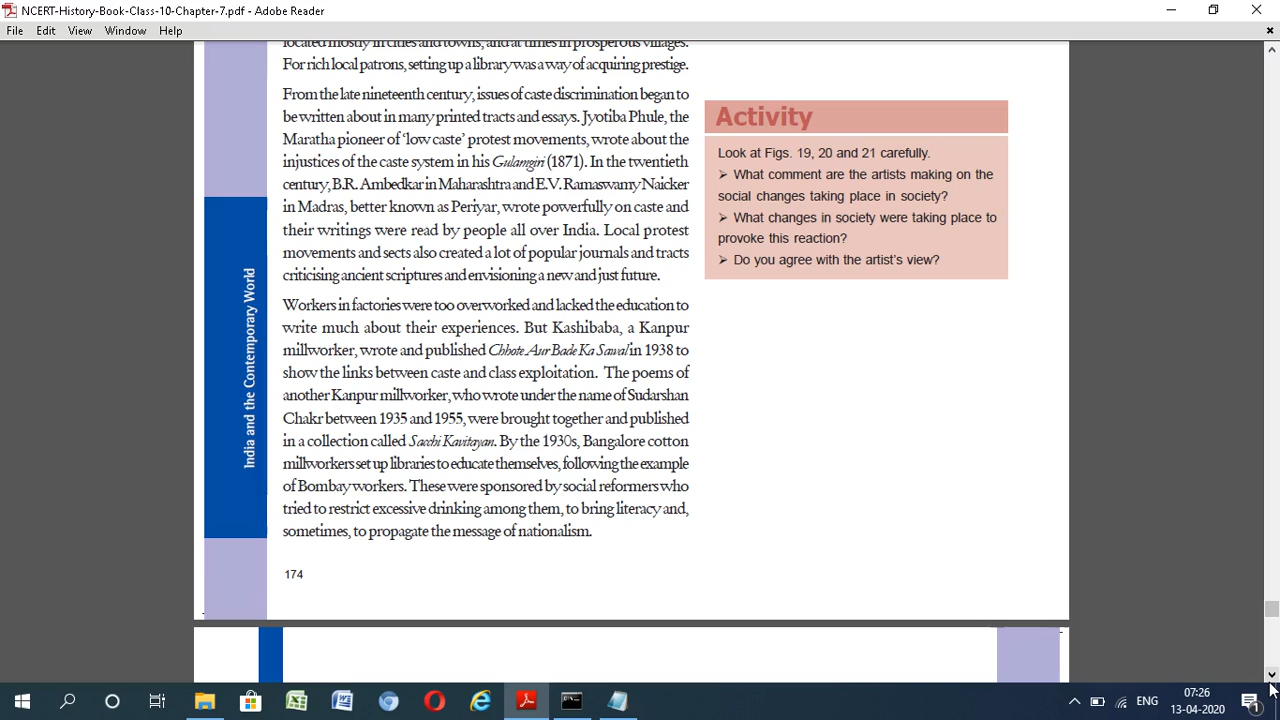 NCERT-History-Book-Class-10-Chapter-7.pdf - Adobe Reader
File Edit View Window Help
located mostly in cities and towns, and at times in prosperous villages.
For rich local patrons, setting up a library was a way of acquiring prestige.
From the late nineteenth century, issues of caste discrimination began to
be written about in many printed tracts and essays. Jyotiba Phule, the
Maratha pioneer of ‘low caste’ protest movements, wrote about the
injustices of the caste system in his Gulamgiri (1871). In the twentieth
century, B.R. Ambedkar in Maharashtra and E.V. Ramaswamy Naicker
in Madras, better known as Periyar, wrote powerfully on caste and
their writings were read by people all over India. Local protest
movements and sects also created a lot of popular journals and tracts
criticising ancient scriptures and envisioning a new and just future.
Workers in factories were too overworked and lacked the education to
write much about their experiences. But Kashibaba, a Kanpur
millworker, wrote and published Chhote Aur Bade Ka Sawal in 1938 to
show the links between caste and class exploitation. The poems of
another Kanpur millworker, who wrote under the name of Sudarshan
Chakr between 1935 and 1955, were brought together and published
in a collection called Sacchi Kavitayan. By the 1930s, Bangalore cotton
millworkers set up libraries to educate themselves, following the example
of Bombay workers. These were sponsored by social reformers who
tried to restrict excessive drinking among them, to bring literacy and,
sometimes, to propagate the message of nationalism.
174
Activity
Look at Figs. 19, 20 and 21 carefully.
➢ What comment are the artists making on the
social changes taking place in society?
➢ What changes in society were taking place to
provoke this reaction?
➢ Do you agree with the artist’s view?
India and the Contemporary World
ENG
07:26
13-04-2020
1